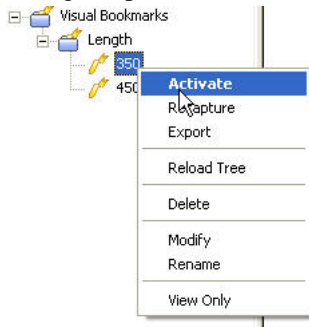 Visual Bookmarks
Length
350
450
Activate
Recapture
Export
Reload Tree
Delete
Modify
Rename
View Only